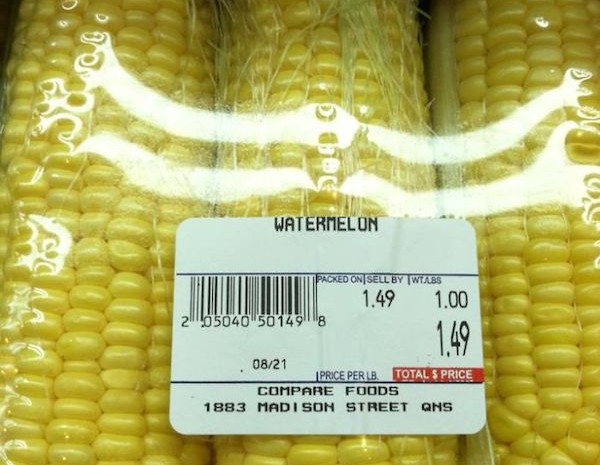 WATERMELON
PACKED ON SELL BY WT/LBS
1.49 1.00
2 05040 50149 8
1.49
08/21
PRICE PER LB. TOTAL $ PRICE
COMPARE FOODS
1883 MADISON STREET QNS